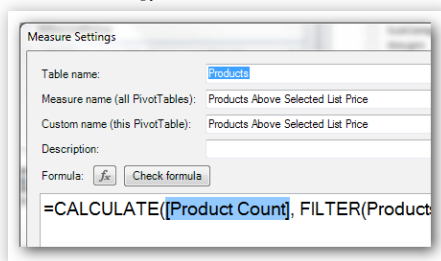 Measure Settings
Table name: Products
Measure name (all PivotTables): Products Above Selected List Price
Custom name (this PivotTable): Products Above Selected List Price
Description:
Formula: fx Check formula
=CALCULATE([Product Count], FILTER(Products